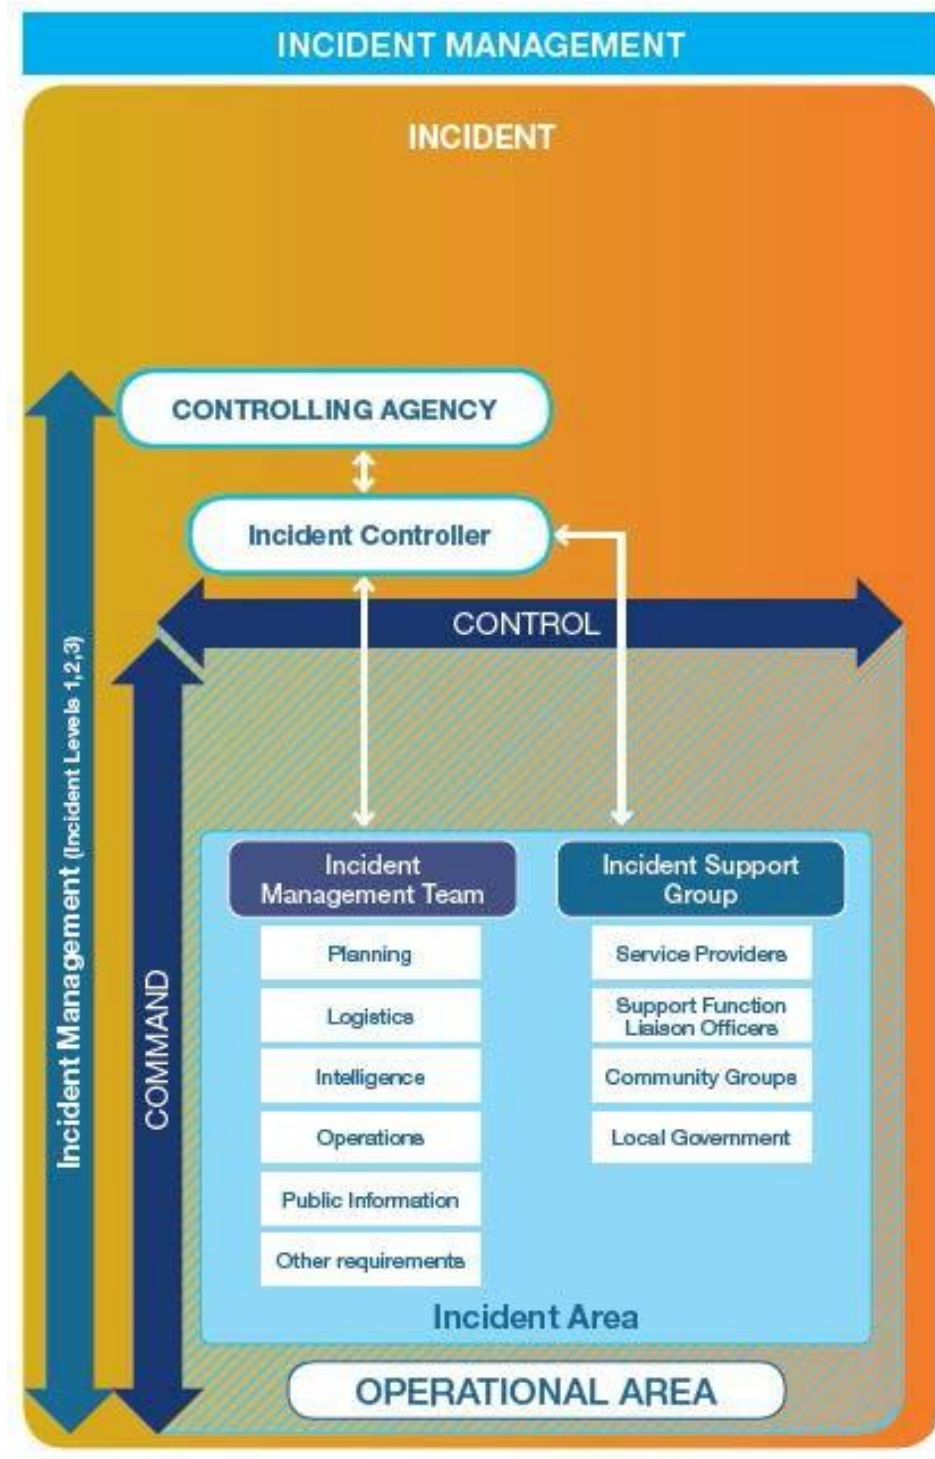 INCIDENT MANAGEMENT
INCIDENT
CONTROLLING AGENCY
Incident Controller
CONTROL
Incident Management (Incident Levels 1,2,3)
COMMAND
Incident
Management Team
Planning
Logistics
Intelligence
Operations
Public Information
Other requirements
Incident Support
Group
Service Providers
Support Function
Liaison Officers
Community Groups
Local Government
Incident Area
OPERATIONAL AREA